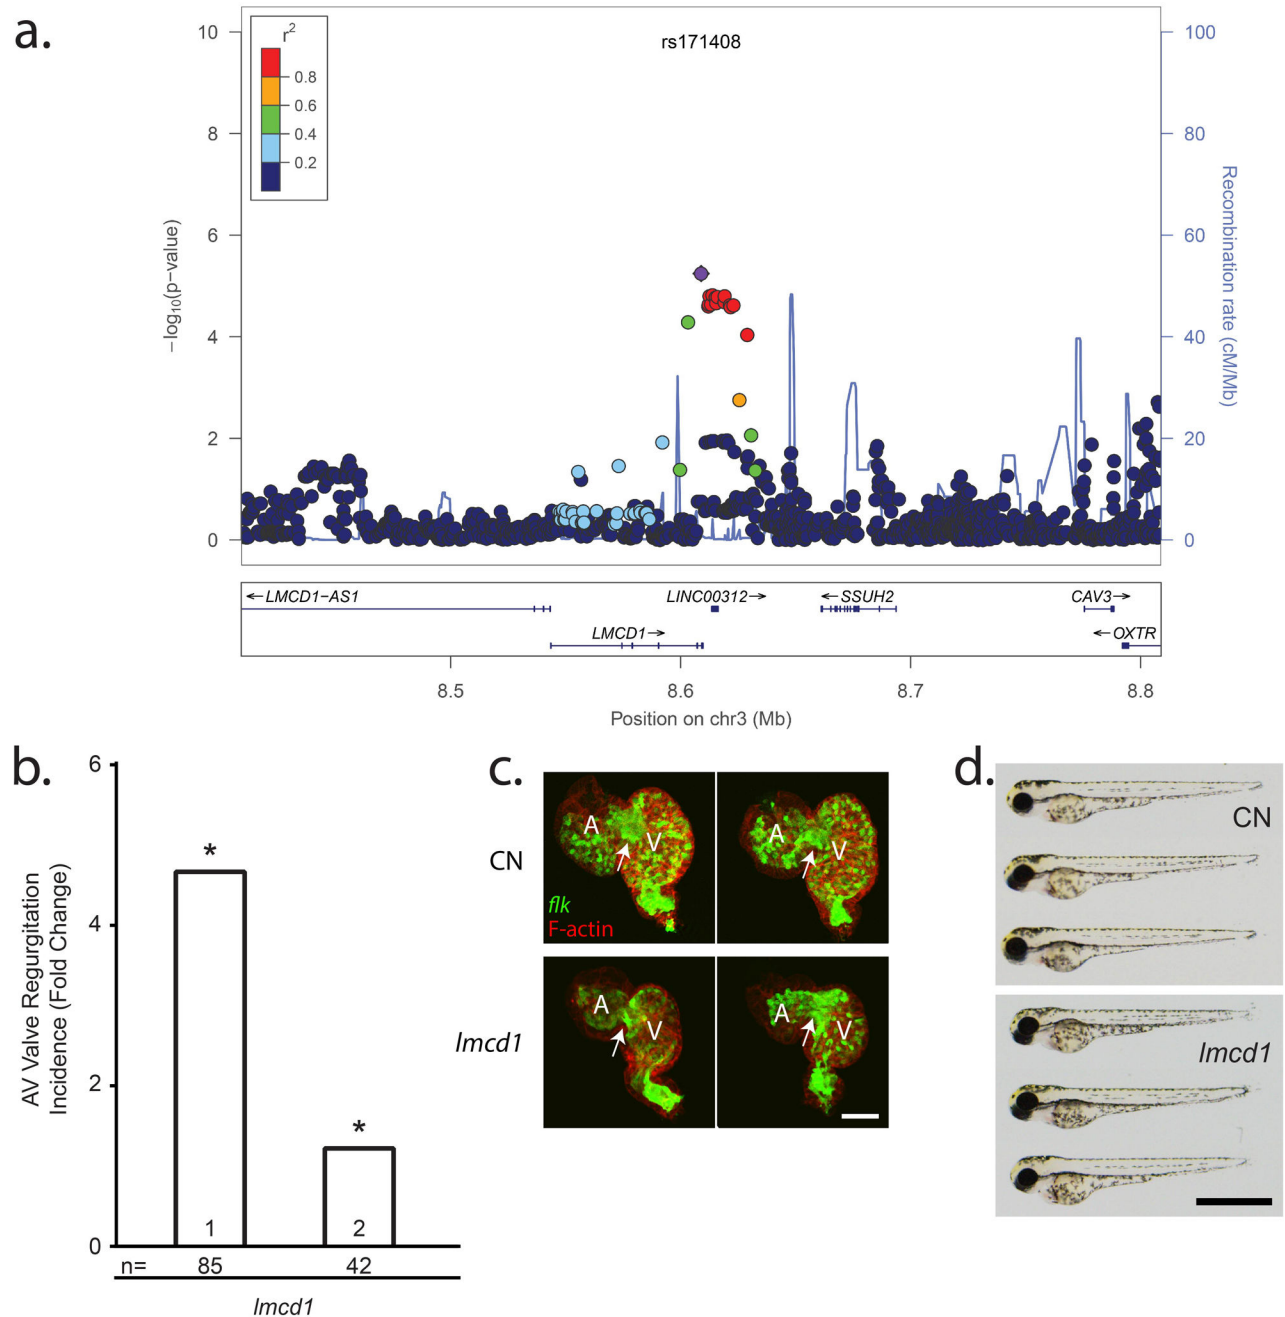 a.
rs171408
r2
0.8
0.6
0.4
0.2
10
8
6
4
2
0
−log10(p−value)
100
80
60
40
20
0
Recombination rate (cM/Mb)
←LMCD1−AS1
LINC00312→
←SSUH2
CAV3→
LMCD1→
←OXTR
8.5 8.6 8.7 8.8
Position on chr3 (Mb)
b.
AV Valve Regurgitation
Incidence (Fold Change)
6
4
2
0
*
*
1 2
n= 85 42
lmcd1
c.
CN
A V
A V
flk
F-actin
lmcd1
A V
A V
d.
CN
lmcd1